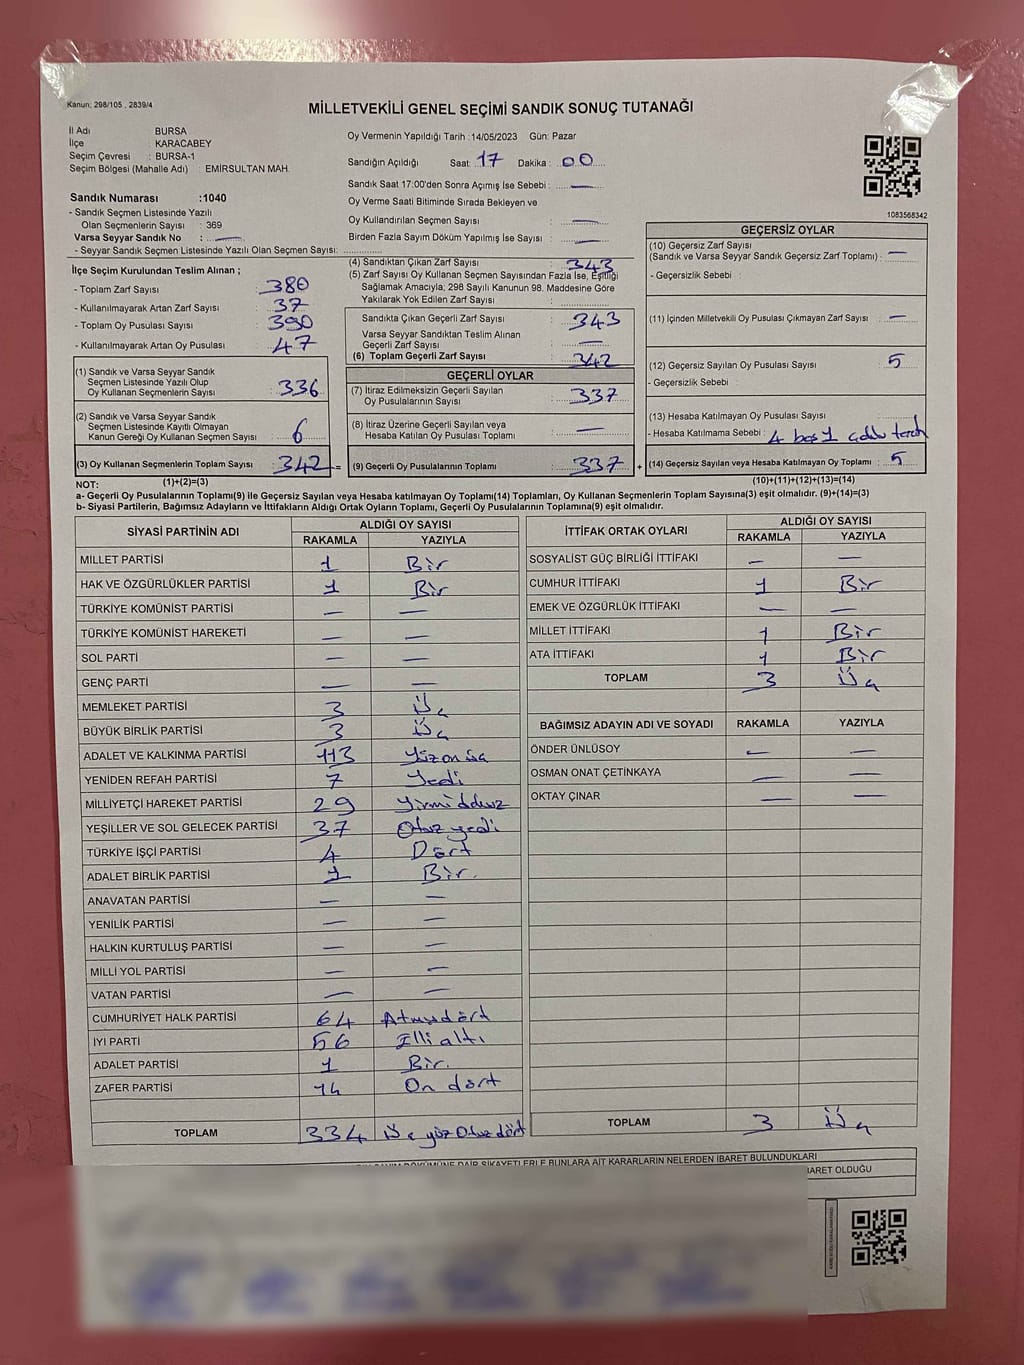 Kanun: 298/105 , 2839/4
MİLLETVEKİLİ GENEL SEÇİMİ SANDIK SONUÇ TUTANAĞI
İl Adı BURSA
İlçe KARACABEY
Seçim Çevresi : BURSA-1
Seçim Bölgesi (Mahalle Adı) : EMİRSULTAN MAH.
Oy Vermenin Yapıldığı Tarih :14/05/2023 Gün: Pazar
Sandığın Açıldığı Saat: 17 Dakika: 00
Sandık Saat 17:00'den Sonra Açımış İse Sebebi : —
Oy Verme Saati Bitiminde Sırada Bekleyen ve
Oy Kullandırılan Seçmen Sayısı : —
Birden Fazla Sayım Döküm Yapılmış İse Sayısı : —
1083568342
Sandık Numarası :1040
- Sandık Seçmen Listesinde Yazılı
Olan Seçmenlerin Sayısı : 369
Varsa Seyyar Sandık No : —
- Seyyar Sandık Seçmen Listesinde Yazılı Olan Seçmen Sayısı:
İlçe Seçim Kurulundan Teslim Alınan ;
- Toplam Zarf Sayısı : 380
- Kullanılmayarak Artan Zarf Sayısı : 37
- Toplam Oy Pusulası Sayısı : 390
- Kullanılmayarak Artan Oy Pusulası : 47
(1) Sandık ve Varsa Seyyar Sandık
Seçmen Listesinde Yazılı Olup
Oy Kullanan Seçmenlerin Sayısı : 336
(2) Sandık ve Varsa Seyyar Sandık
Seçmen Listesinde Kayıtlı Olmayan
Kanun Gereği Oy Kullanan Seçmen Sayısı : 6
(3) Oy Kullanan Seçmenlerin Toplam Sayısı : 342 =
(4) Sandıktan Çıkan Zarf Sayısı : 343
(5) Zarf Sayısı Oy Kullanan Seçmen Sayısından Fazla İse, Eşitliği
Sağlamak Amacıyla; 298 Sayılı Kanunun 98. Maddesine Göre
Yakılarak Yok Edilen Zarf Sayısı :
Sandıkta Çıkan Geçerli Zarf Sayısı : 343
Varsa Seyyar Sandıktan Teslim Alınan
Geçerli Zarf Sayısı : —
(6) Toplam Geçerli Zarf Sayısı : 342
GEÇERLİ OYLAR
(7) İtiraz Edilmeksizin Geçerli Sayılan
Oy Pusulalarının Sayısı : 337
(8) İtiraz Üzerine Geçerli Sayılan veya
Hesaba Katılan Oy Pusulası Toplamı : —
(9) Geçerli Oy Pusulalarının Toplamı : 337 +
GEÇERSİZ OYLAR
(10) Geçersiz Zarf Sayısı
(Sandık ve Varsa Seyyar Sandık Geçersiz Zarf Toplamı) : —
- Geçersizlik Sebebi :
(11) İçinden Milletvekili Oy Pusulası Çıkmayan Zarf Sayısı : —
(12) Geçersiz Sayılan Oy Pusulası Sayısı : 5
- Geçersizlik Sebebi :
(13) Hesaba Katılmayan Oy Pusulası Sayısı :
- Hesaba Katılmama Sebebi : 4 boş 1
(14) Geçersiz Sayılan veya Hesaba Katılmayan Oy Toplamı : 5
NOT: (1)+(2)=(3) (10)+(11)+(12)+(13)=(14)
a- Geçerli Oy Pusulalarının Toplamı(9) ile Geçersiz Sayılan veya Hesaba katılmayan Oy Toplamı(14) Toplamları, Oy Kullanan Seçmenlerin Toplam Sayısına(3) eşit olmalıdır. (9)+(14)=(3)
b- Siyasi Partilerin, Bağımsız Adayların ve İttifakların Aldığı Ortak Oyların Toplamı, Geçerli Oy Pusulalarının Toplamına(9) eşit olmalıdır.
SİYASİ PARTİNİN ADI ALDIĞI OY SAYISI
RAKAMLA YAZIYLA
MİLLET PARTİSİ 1 Bir
HAK VE ÖZGÜRLÜKLER PARTİSİ 1 Bir
TÜRKİYE KOMÜNİST PARTİSİ — —
TÜRKİYE KOMÜNİST HAREKETİ — —
SOL PARTİ — —
GENÇ PARTİ — —
MEMLEKET PARTİSİ 3 Üç
BÜYÜK BİRLİK PARTİSİ 3 Üç
ADALET VE KALKINMA PARTİSİ 113 Yüz on üç
YENİDEN REFAH PARTİSİ 7 Yedi
MİLLİYETÇİ HAREKET PARTİSİ 29 Yirmi dokuz
YEŞİLLER VE SOL GELECEK PARTİSİ 37 Otuz yedi
TÜRKİYE İŞÇİ PARTİSİ 4 Dört
ADALET BİRLİK PARTİSİ 1 Bir.
ANAVATAN PARTİSİ — —
YENİLİK PARTİSİ — —
HALKIN KURTULUŞ PARTİSİ — —
MİLLİ YOL PARTİSİ — —
VATAN PARTİSİ — —
CUMHURİYET HALK PARTİSİ 64 Atmışdört
İYİ PARTİ 56 Elli altı
ADALET PARTİSİ 1 Bir.
ZAFER PARTİSİ 14 On dört
TOPLAM 334 Üç yüz Otuz dört
İTTİFAK ORTAK OYLARI ALDIĞI OY SAYISI
RAKAMLA YAZIYLA
SOSYALİST GÜÇ BİRLİĞİ İTTİFAKI — —
CUMHUR İTTİFAKI 1 Bir
EMEK VE ÖZGÜRLÜK İTTİFAKI — —
MİLLET İTTİFAKI 1 Bir
ATA İTTİFAKI 1 Bir
TOPLAM 3 Üç
BAĞIMSIZ ADAYIN ADI VE SOYADI RAKAMLA YAZIYLA
ÖNDER ÜNLÜSOY — —
OSMAN ONAT ÇETİNKAYA — —
OKTAY ÇINAR — —
TOPLAM 3 Üç
DÖKÜMÜNE DAİR ŞİKAYETLERLE BUNLARA AİT KARARLARIN NELERDEN İBARET BULUNDUKLARI
İBARET OLDUĞU